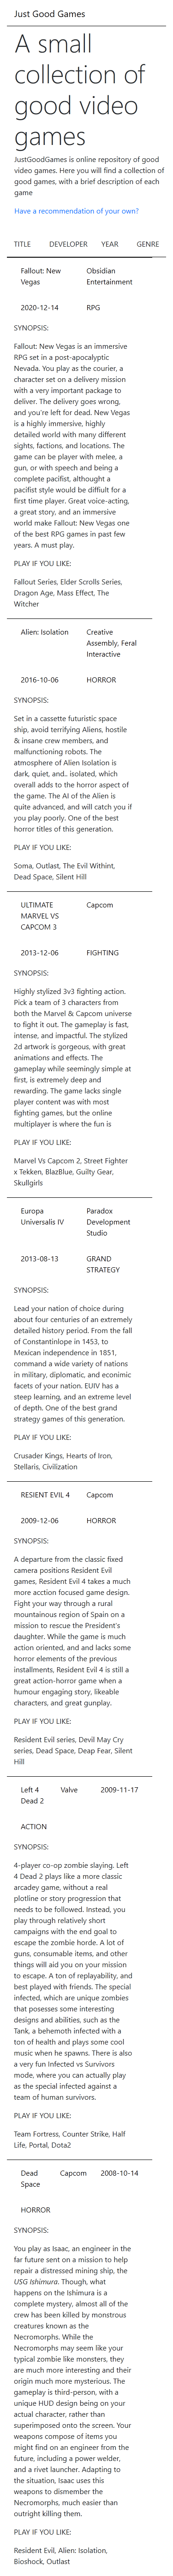 Just Good Games
A small
collection of
good video
games
JustGoodGames is online repository of good
video games. Here you will find a collection of
good games, with a brief description of each
game
Have a recommendation of your own?
TITLE DEVELOPER YEAR GENRE
Fallout: New Obsidian
Vegas Entertainment
2020-12-14 RPG
SYNOPSIS:
Fallout: New Vegas is an immersive
RPG set in a post-apocalyptic
Nevada. You play as the courier, a
character set on a delivery mission
with a very important package to
deliver. The delivery goes wrong,
and you're left for dead. New Vegas
is a highly immersive, highly
detailed world with many different
sights, factions, and locations. The
game can be player with melee, a
gun, or with speech and being a
complete pacifist, althought a
pacifist style would be diffiult for a
first time player. Great voice-acting,
a great story, and an immersive
world make Fallout: New Vegas one
of the best RPG games in past few
years. A must play.
PLAY IF YOU LIKE:
Fallout Series, Elder Scrolls Series,
Dragon Age, Mass Effect, The
Witcher
Alien: Isolation Creative
Assembly, Feral
Interactive
2016-10-06 HORROR
SYNOPSIS:
Set in a cassette futuristic space
ship, avoid terifying Aliens, hostile
& insane crew members, and
malfunctioning robots. The
atmosphere of Alien Isolation is
dark, quiet, and.. isolated, which
overall adds to the horror aspect of
the game. The AI of the Alien is
quite advanced, and will catch you if
you play poorly. One of the best
horror titles of this generation.
PLAY IF YOU LIKE:
Soma, Outlast, The Evil Withint,
Dead Space, Silent Hill
ULTIMATE Capcom
MARVEL VS
CAPCOM 3
2013-12-06 FIGHTING
SYNOPSIS:
Highly stylized 3v3 fighting action.
Pick a team of 3 characters from
both the Marvel & Capcom universe
to fight it out. The gameplay is fast,
intense, and impactful. The stylized
2d artwork is gorgeous, with great
animations and effects. The
gameplay while seemingly simple at
first, is extremely deep and
rewarding. The game lacks single
player content was with most
fighting games, but the online
multiplayer is where the fun is
PLAY IF YOU LIKE:
Marvel Vs Capcom 2, Street Fighter
x Tekken, BlazBlue, Guilty Gear,
Skullgirls
Europa Paradox
Universalis IV Development
Studio
2013-08-13 GRAND
STRATEGY
SYNOPSIS:
Lead your nation of choice during
about four centuries of an extremely
detailed history period. From the fall
of Constantinlope in 1453, to
Mexican independence in 1851,
command a wide variety of nations
in military, diplomatic, and econimic
facets of your nation. EUIV has a
steep learning, and an extreme level
of depth. One of the best grand
strategy games of this generation.
PLAY IF YOU LIKE:
Crusader Kings, Hearts of Iron,
Stellaris, Civilization
RESIENT EVIL 4 Capcom
2009-12-06 HORROR
SYNOPSIS:
A departure from the classic fixed
camera positions Resident Evil
games, Resident Evil 4 takes a much
more acction focused game design.
Fight your way through a rural
mountainous region of Spain on a
mission to rescue the President's
daughter. While the game is much
action oriented, and and lacks some
horror elements of the previous
installments, Resident Evil 4 is still a
great action-horror game when a
humour engaging story, likeable
characters, and great gunplay.
PLAY IF YOU LIKE:
Resident Evil series, Devil May Cry
series, Dead Space, Deap Fear, Silent
Hill
Left 4 Valve 2009-11-17
Dead 2
ACTION
SYNOPSIS:
4-player co-op zombie slaying. Left
4 Dead 2 plays like a more classic
arcadey game, without a real
plotline or story progression that
needs to be followed. Instead, you
play through relatively short
campaigns with the end goal to
escape the zombie horde. A lot of
guns, consumable items, and other
things will aid you on your mission
to escape. A ton of replayability, and
best played with friends. The special
infected, which are unique zombies
that posesses some interesting
designs and abilities, such as the
Tank, a behemoth infected with a
ton of health and plays some cool
music when he spawns. There is also
a very fun Infected vs Survivors
mode, where you can actually play
as the special infected against a
team of human survivors.
PLAY IF YOU LIKE:
Team Fortress, Counter Strike, Half
Life, Portal, Dota2
Dead Capcom 2008-10-14
Space
HORROR
SYNOPSIS:
You play as Isaac, an engineer in the
far future sent on a mission to help
repair a distressed mining ship, the
USG Ishimura. Though, what
happens on the Ishimura is a
complete mystery, almost all of the
crew has been killed by monstrous
creatures known as the
Necromorphs. While the
Necromorphs may seem like your
typical zombie like monsters, they
are much more interesting and their
origin much more mysterious. The
gameplay is third-person, with a
unique HUD design being on your
actual character, rather than
superimposed onto the screen. Your
weapons compose of items you
might find on an engineer from the
future, including a power welder,
and a rivet launcher. Adapting to
the situation, Isaac uses this
weapons to dismember the
Necromorphs, much easier than
outright killing them.
PLAY IF YOU LIKE:
Resident Evil, Alien: Isolation,
Bioshock, Outlast